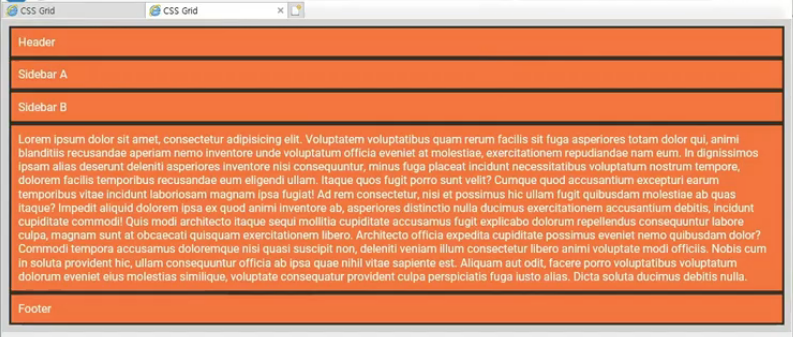 CSS Grid
CSS Grid
Header
Sidebar A
Sidebar B
Lorem ipsum dolor sit amet, consectetur adipisicing elit. Voluptatem voluptatibus quam rerum facilis sit fuga asperiores totam dolor qui, animi
blanditiis recusandae aperiam nemo inventore unde voluptatum officia eveniet at molestiae, exercitationem repudiandae nam eum. In dignissimos
ipsam alias deserunt deleniti asperiores inventore nisi consequuntur, minus fuga placeat incidunt necessitatibus voluptatum nostrum tempore,
dolorem facilis temporibus recusandae eum eligendi ullam. Itaque quos fugit porro sunt velit? Cumque quod accusantium excepturi earum
temporibus vitae incidunt laboriosam magnam ipsa fugiat! Ad rem consectetur, nisi et possimus hic ullam fugit quibusdam molestiae ab quas
itaque? Impedit aliquid dolorem ipsa ex quod animi inventore ab, asperiores distinctio nulla ducimus exercitationem accusantium debitis, incidunt
cupiditate commodi! Quis modi architecto itaque sequi mollitia cupiditate accusamus fugit explicabo dolorum repellendus consequuntur labore
culpa, magnam sunt at obcaecati quisquam exercitationem libero. Architecto officia expedita cupiditate possimus eveniet nemo quibusdam dolor?
Commodi tempora accusamus doloremque nisi quasi suscipit non, deleniti veniam illum consectetur libero animi voluptate modi officiis. Nobis cum
in soluta provident hic, ullam consequuntur officia ab ipsa quae nihil vitae sapiente est. Aliquam aut odit, facere porro voluptatibus voluptatum
dolorum eveniet eius molestias similique, voluptate consequatur provident culpa perspiciatis fuga iusto alias. Dicta soluta ducimus debitis nulla.
Footer